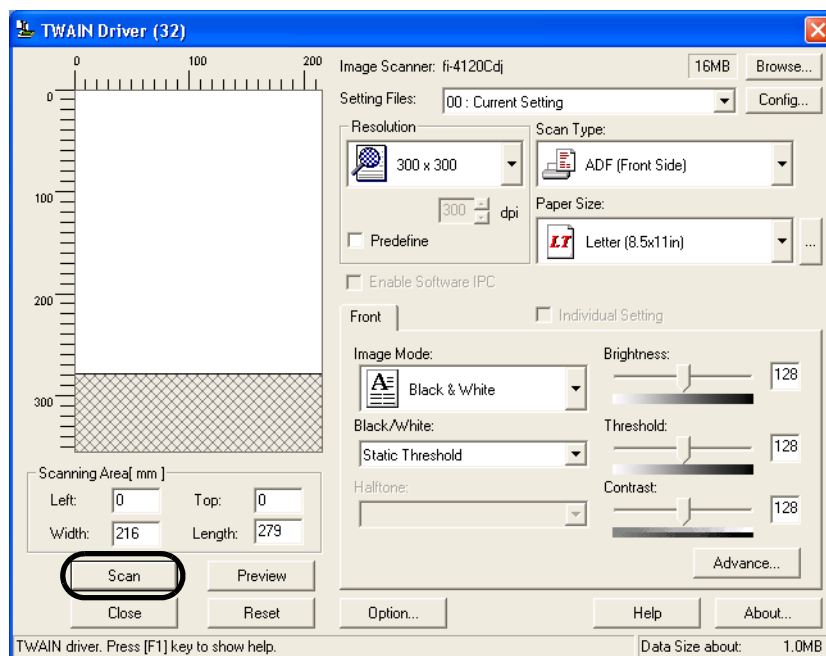 TWAIN Driver (32)
0 100 200
0
100
200
300
Image Scanner: fi-4120Cdj
16MB
Browse...
Setting Files:
00 : Current Setting
Config...
Resolution
300 x 300
300
dpi
Predefine
Scan Type:
ADF (Front Side)
Paper Size:
LT
Letter (8.5x11in)
...
Enable Software IPC
Front
Individual Setting
Image Mode:
A
Black & White
Black/White:
Static Threshold
Halftone:
Brightness:
128
Threshold:
128
Contrast:
128
Advance...
Scanning Area[ mm ]
Left: 0 Top: 0
Width: 216 Length: 279
Scan Preview
Close Reset
Option... Help About...
TWAIN driver. Press [F1] key to show help.
Data Size about: 1.0MB